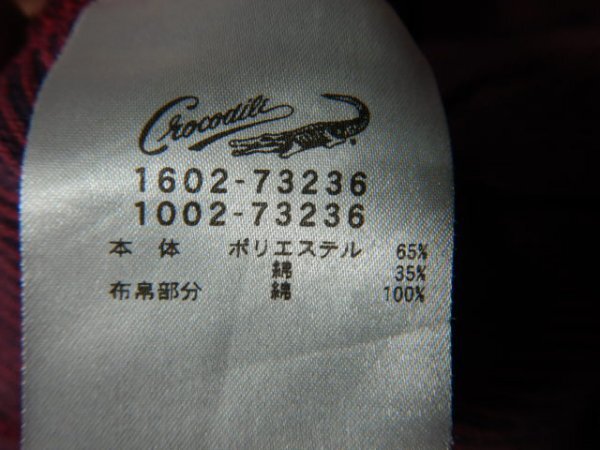 Crocodile
1602-73236
1002-73236
本 体 ポリエステル 65%
綿 35%
布帛部分 綿 100%